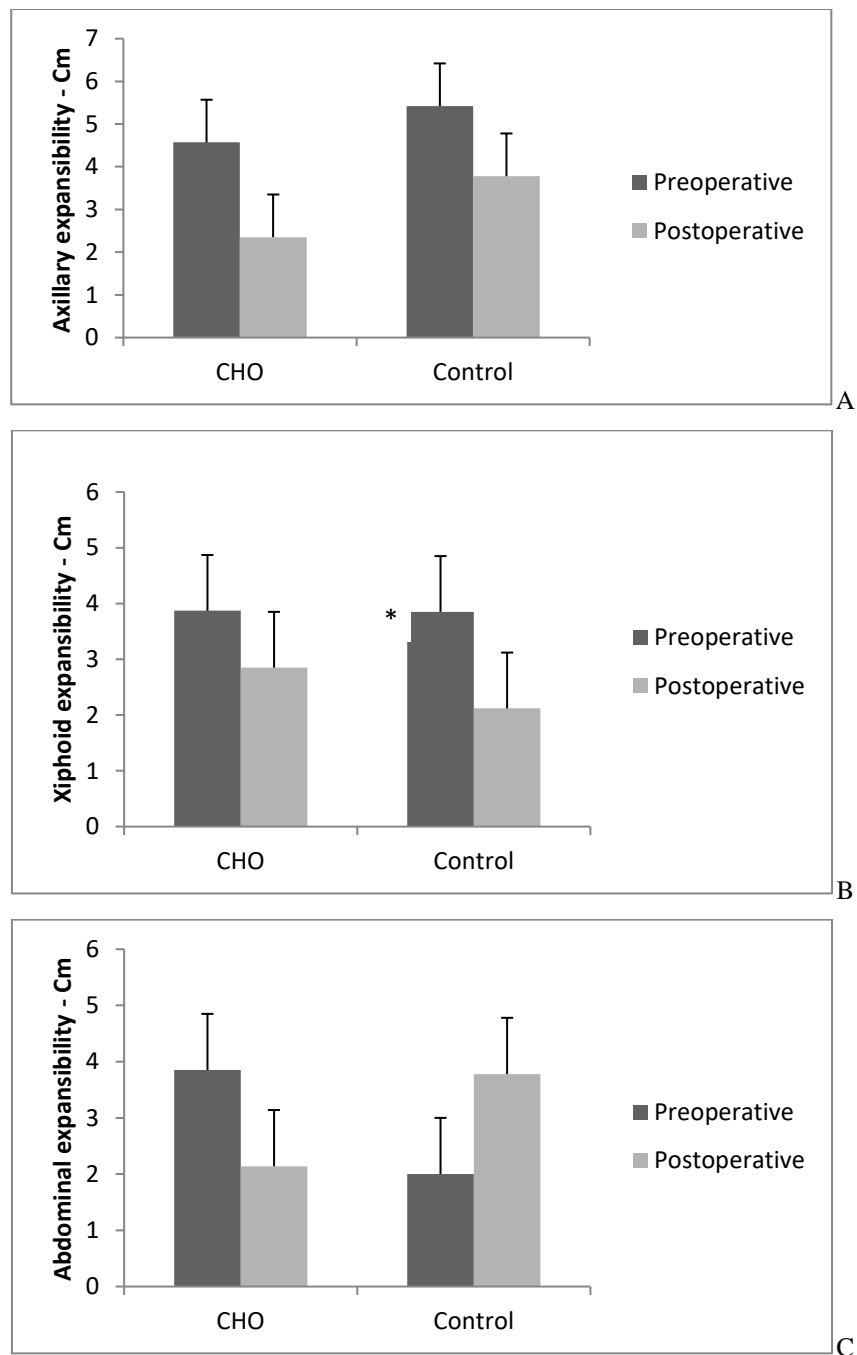 7
6
5
4
3
2
1
0
Axillary expansibility - Cm
CHO
Control
Preoperative
Postoperative
A
6
5
4
3
2
1
0
Xiphoid expansibility - Cm
*
CHO
Control
Preoperative
Postoperative
B
6
5
4
3
2
1
0
Abdominal expansibility - Cm
CHO
Control
Preoperative
Postoperative
C